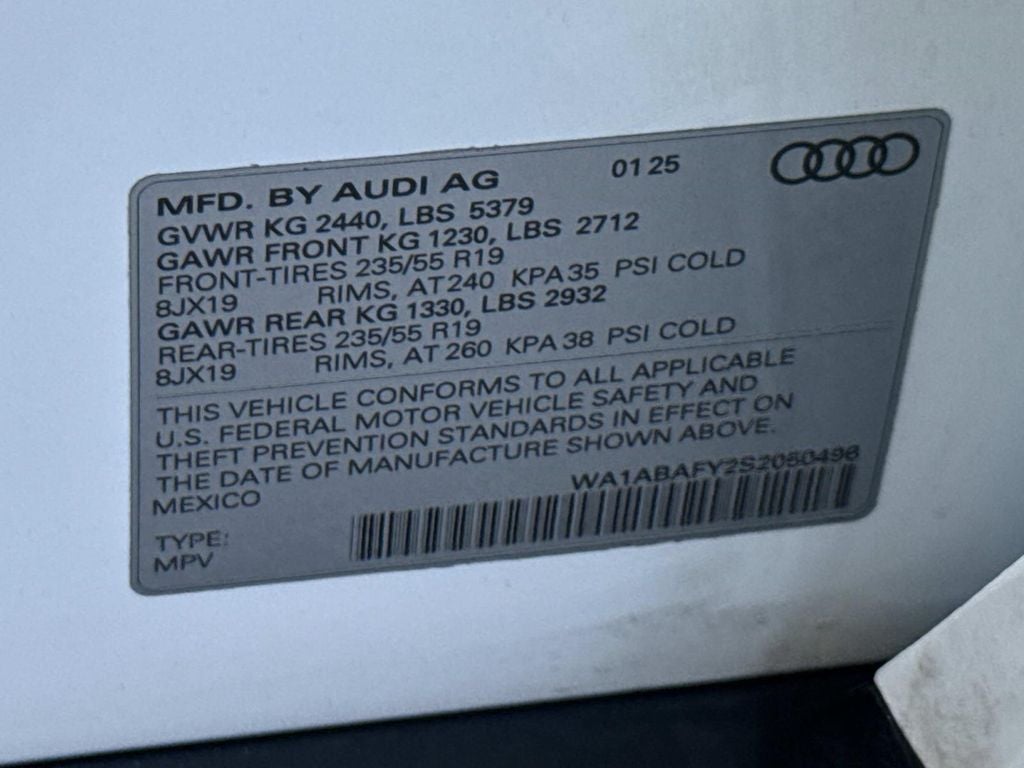 MFD. BY AUDI AG 01 25
GVWR KG 2440, LBS 5379
GAWR FRONT KG 1230, LBS 2712
FRONT-TIRES 235/55 R19
8JX19 RIMS, AT 240 KPA 35 PSI COLD
GAWR REAR KG 1330, LBS 2932
REAR-TIRES 235/55 R19
8JX19 RIMS, AT 260 KPA 38 PSI COLD
THIS VEHICLE CONFORMS TO ALL APPLICABLE
U.S. FEDERAL MOTOR VEHICLE SAFETY AND
THEFT PREVENTION STANDARDS IN EFFECT ON
THE DATE OF MANUFACTURE SHOWN ABOVE.
MEXICO
TYPE:
MPV